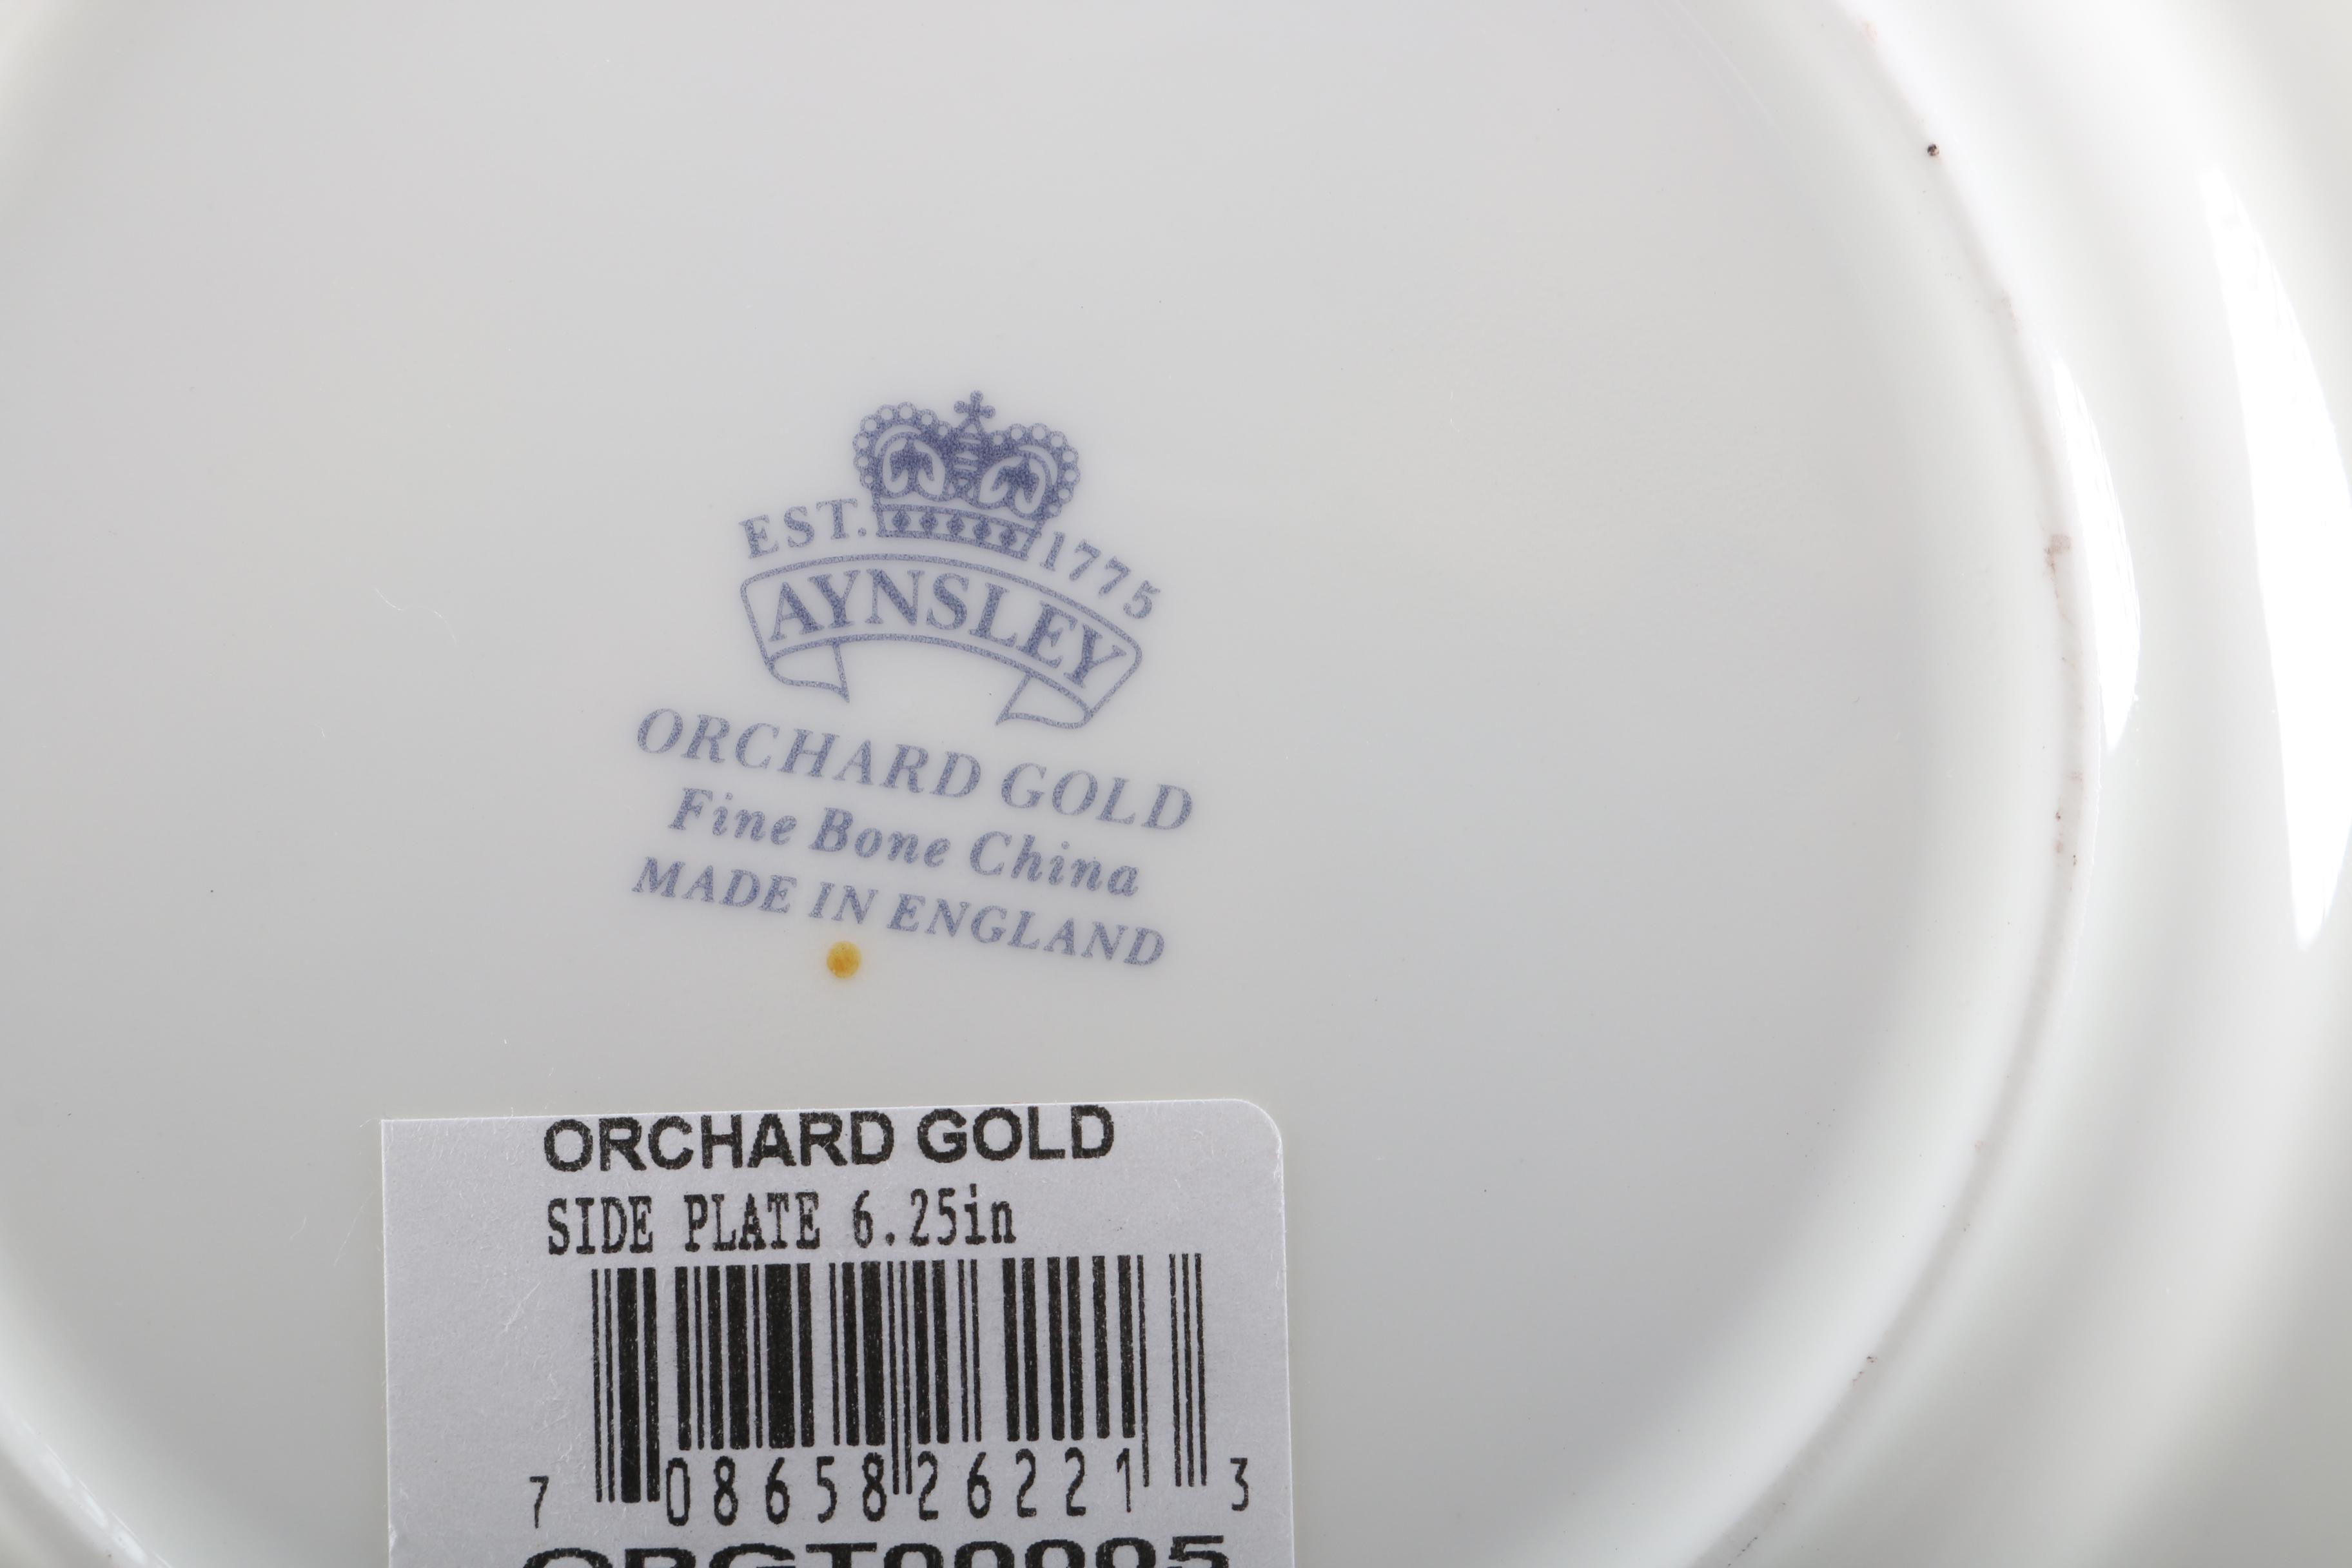 EST. 1775
AYNSLEY
ORCHARD GOLD
Fine Bone China
MADE IN ENGLAND
ORCHARD GOLD
SIDE PLATE 6.25in
7 08658 26221 3